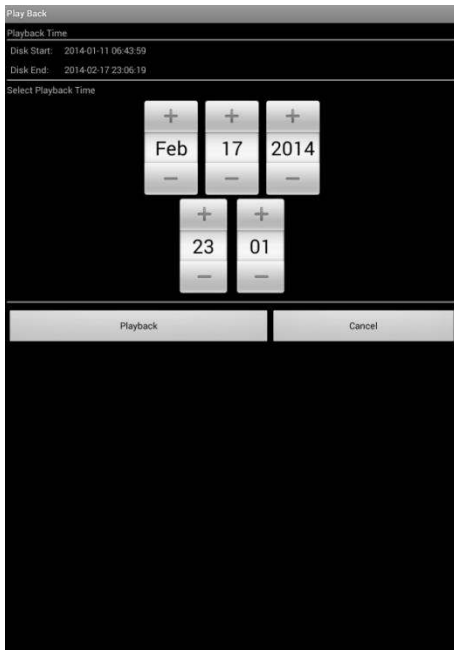 Play Back
Playback Time
Disk Start: 2014-01-11 06:43:59
Disk End: 2014-02-17 23:06:19
Select Playback Time
+ + +
Feb 17 2014
− − −
+ +
23 01
− −
Playback Cancel